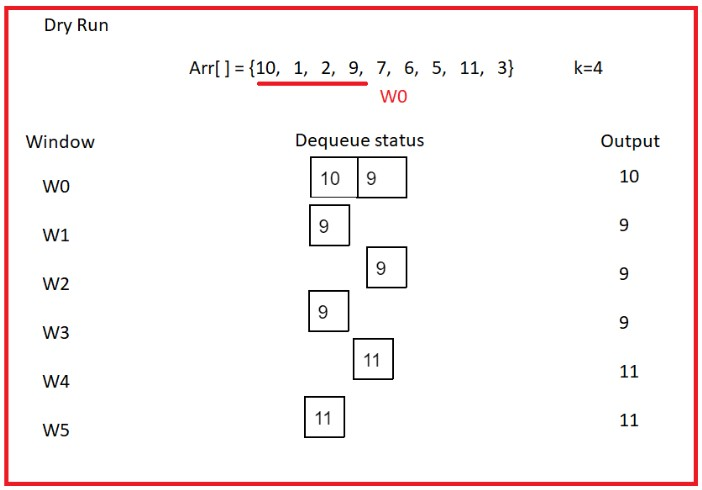 Dry Run
Arr[ ] = {10, 1, 2, 9, 7, 6, 5, 11, 3} k=4
W0
Window Dequeue status Output
W0 10 9 10
W1 9 9
W2 9 9
W3 9 9
W4 11 11
W5 11 11